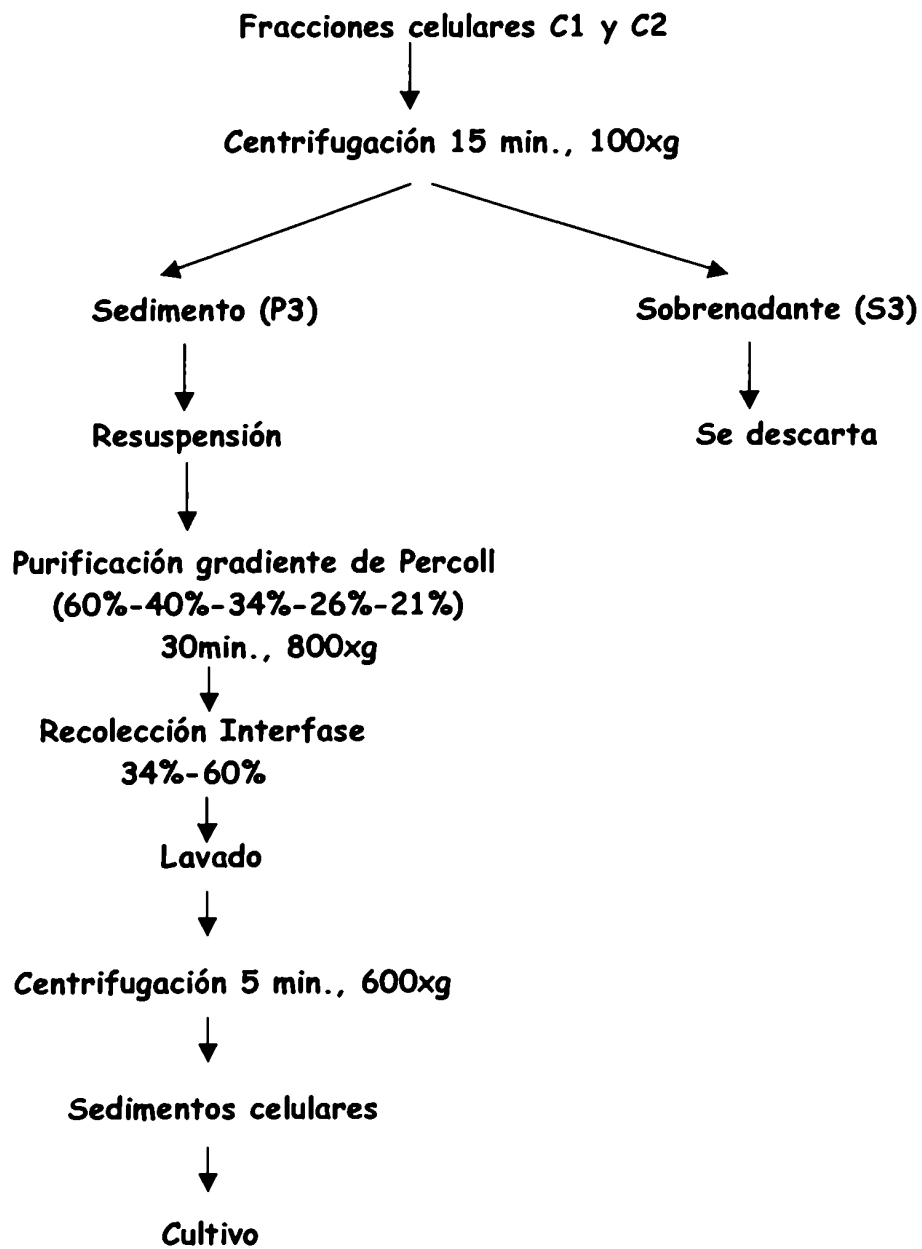 Fracciones celulares C1 y C2
Centrifugación 15 min., 100xg
Sedimento (P3)
Sobrenadante (S3)
Resuspensión
Se descarta
Purificación gradiente de Percoll
(60%-40%-34%-26%-21%)
30min., 800xg
Recolección Interfase
34%-60%
Lavado
Centrifugación 5 min., 600xg
Sedimentos celulares
Cultivo